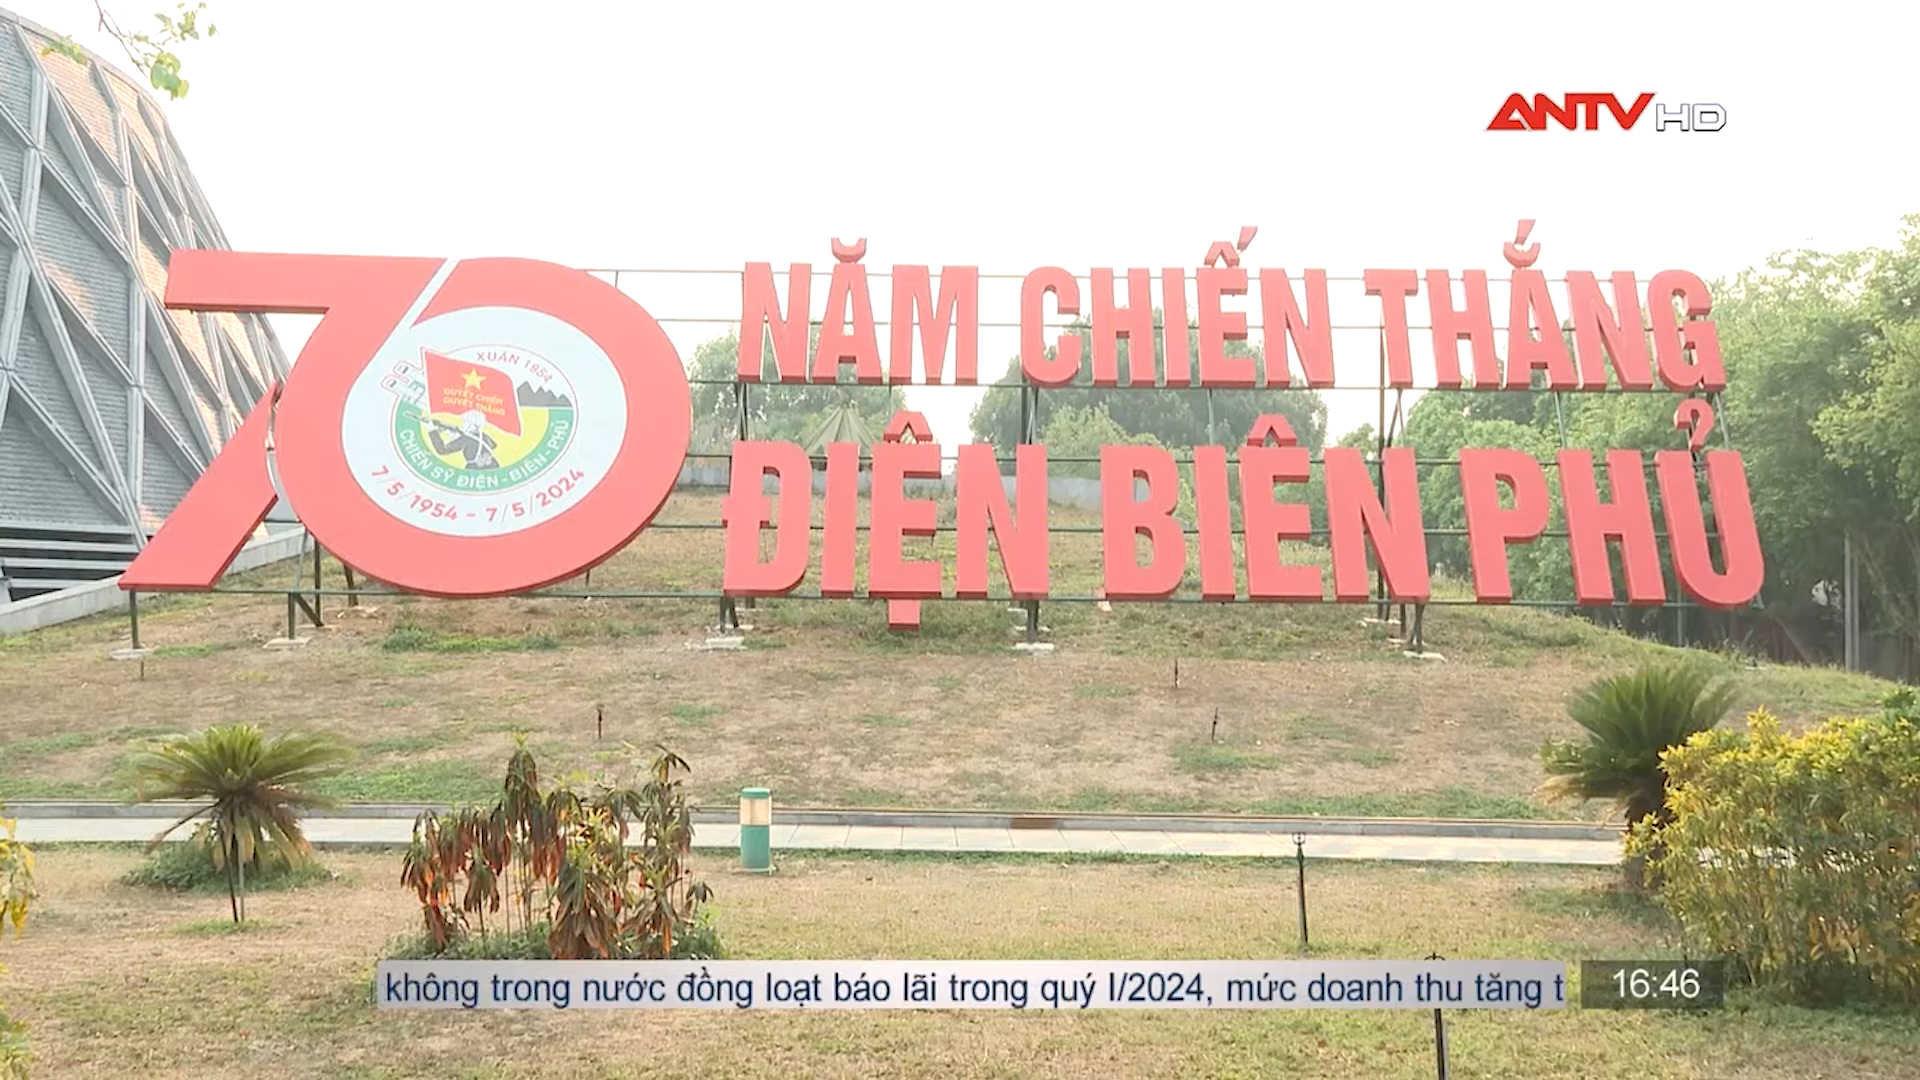 ANTV HD
70
NĂM CHIẾN THẮNG
ĐIỆN BIÊN PHỦ
XUÂN 1954
QUYẾT CHIẾN
QUYẾT THẮNG
CHIẾN SỸ ĐIỆN-BIÊN-PHỦ
7/5/1954 - 7/5/2024
không trong nước đồng loạt báo lãi trong quý I/2024, mức doanh thu tăng t
16:46